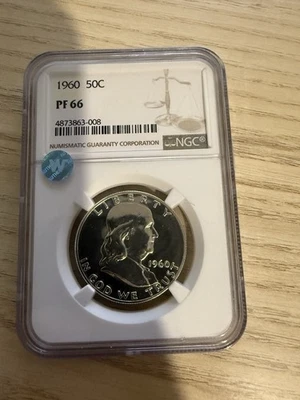 1960 50C
PF 66
4873863-008
NUMISMATIC GUARANTY CORPORATION
NGC
LIBERTY
1960
IN GOD WE TRUST